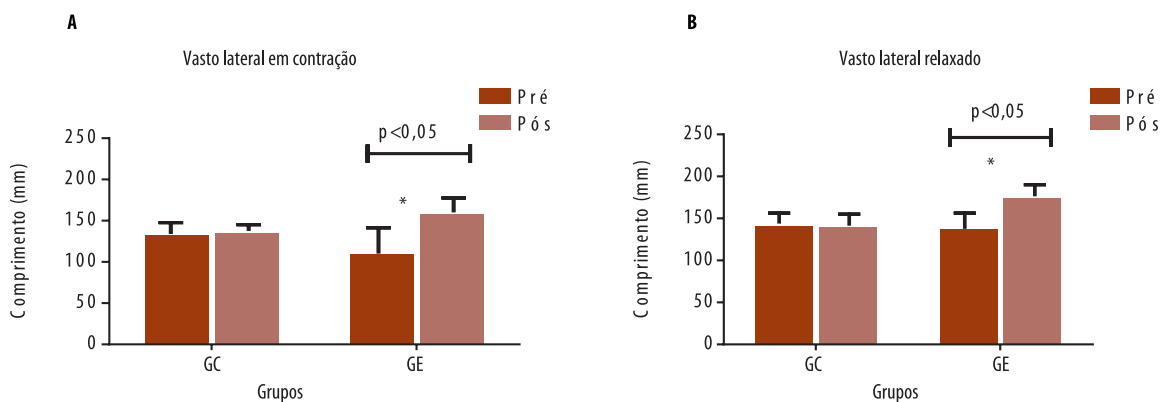 A
Vasto lateral em contração
Pré
Pós
p<0,05
*
Comprimento (mm)
250
200
150
100
50
0
GC
GE
Grupos
B
Vasto lateral relaxado
Pré
Pós
p<0,05
*
Comprimento (mm)
250
200
150
100
50
0
GC
GE
Grupos